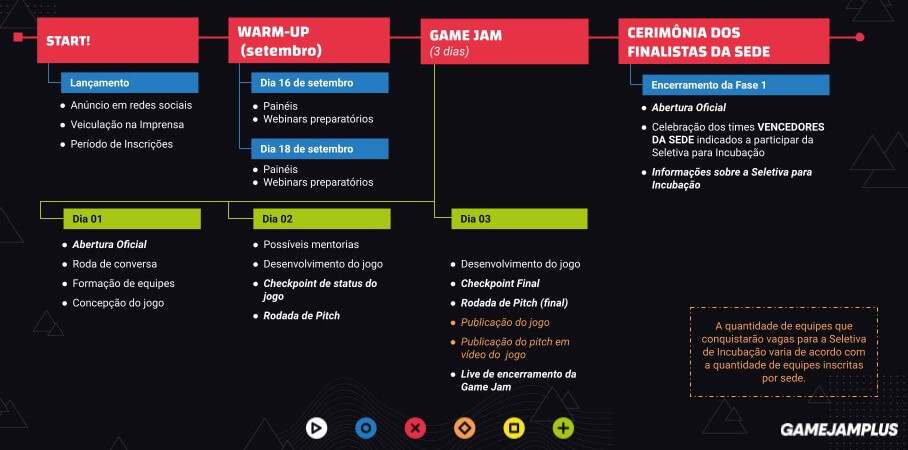 START!
Lançamento
Anúncio em redes sociais
Veiculação na Imprensa
Período de Inscrições
WARM-UP
(setembro)
Dia 16 de setembro
Painéis
Webinars preparatórios
Dia 18 de setembro
Painéis
Webinars preparatórios
GAME JAM
(3 dias)
CERIMÔNIA DOS
FINALISTAS DA SEDE
Encerramento da Fase 1
Abertura Oficial
Celebração dos times VENCEDORES
DA SEDE indicados a participar da
Seletiva para Incubação
Informações sobre a Seletiva para
Incubação
Dia 01
Abertura Oficial
Roda de conversa
Formação de equipes
Concepção do jogo
Dia 02
Possíveis mentorias
Desenvolvimento do jogo
Checkpoint de status do
jogo
Rodada de Pitch
Dia 03
Desenvolvimento do jogo
Checkpoint Final
Rodada de Pitch (final)
Publicação do jogo
Publicação do pitch em
vídeo do jogo
Live de encerramento da
Game Jam
A quantidade de equipes que
conquistarão vagas para a Seletiva
de Incubação varia de acordo com
a quantidade de equipes inscritas
por sede.
GAMEJAMPLUS